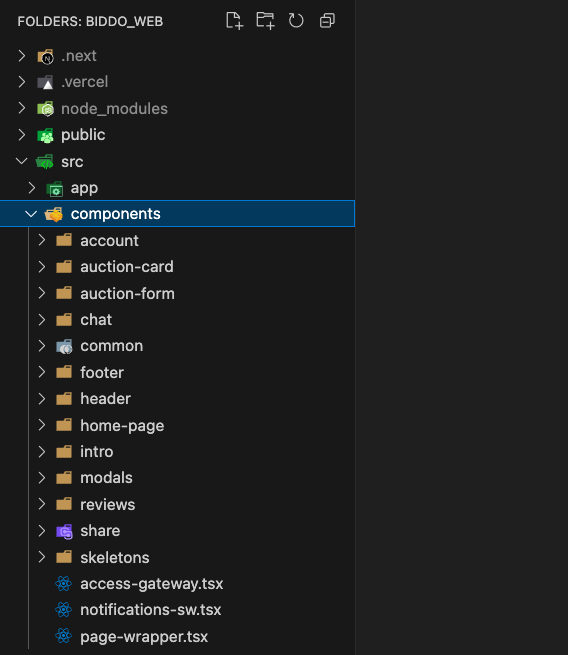 FOLDERS: BIDDO_WEB
.next
.vercel
node_modules
public
src
app
components
account
auction-card
auction-form
chat
common
footer
header
home-page
intro
modals
reviews
share
skeletons
access-gateway.tsx
notifications-sw.tsx
page-wrapper.tsx